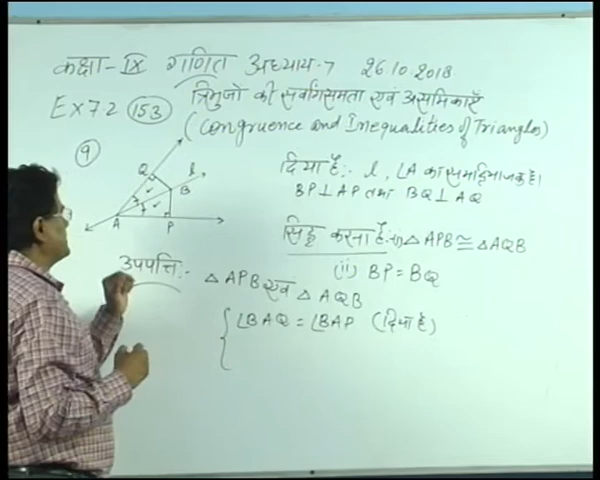 कक्षा-IX गणित अध्याय-7 26.10.2018
Ex 7.2 (153) त्रिभुजों की सर्वांगसमता एवं असमिकाएँ
(Congruence and Inequalities of Triangles)
(9)
Q l B A P
दिया है:- l, ∠A का समद्विभाजक है।
BP⊥AP तथा BQ⊥AQ
सिद्ध करना है:- (i) △APB ≅ △AQB
(ii) BP = BQ
उपपत्ति:- △APB एवं △AQB
∠BAQ = ∠BAP (दिया है)